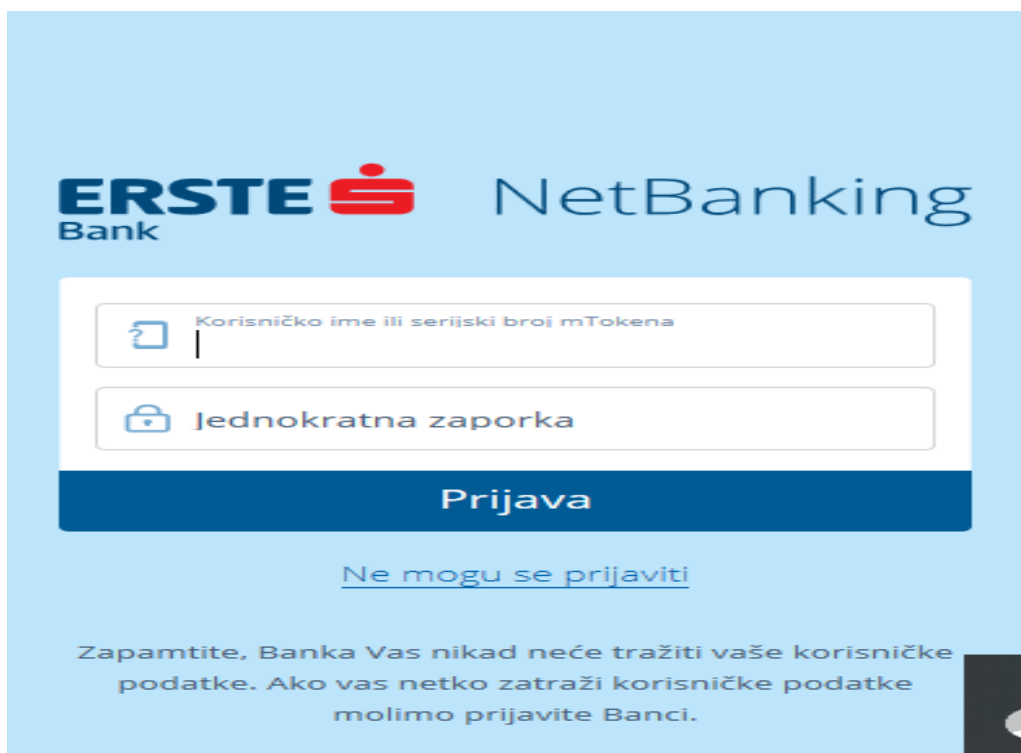 ERSTE NetBanking
Bank
Korisničko ime ili serijski broj mTokena
Jednokratna zaporka
Prijava
Ne mogu se prijaviti
Zapamtite, Banka Vas nikad neće tražiti vaše korisničke
podatke. Ako vas netko zatraži korisničke podatke
molimo prijavite Banci.